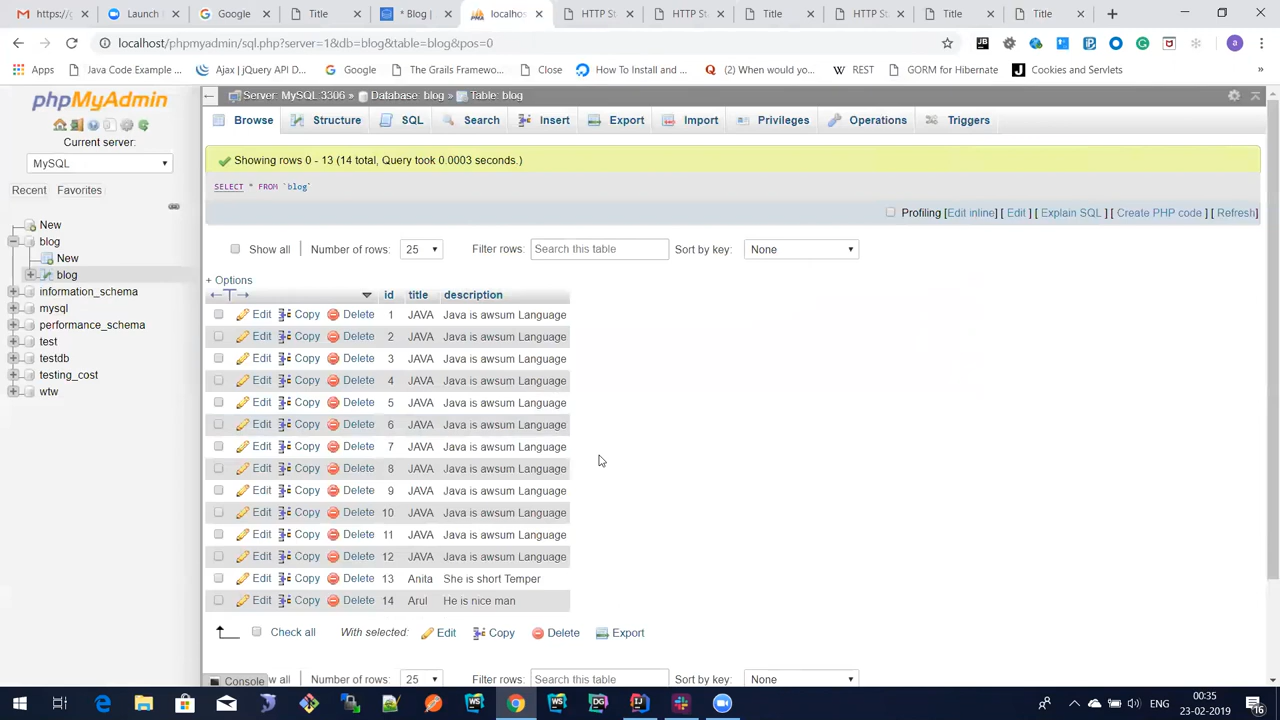 https://g
Launch
Google
Title
* Blog |
localhos
HTTP St
HTTP St
Title
HTTP St
Title
Title
localhost/phpmyadmin/sql.php?server=1&db=blog&table=blog&pos=0
Apps
Java Code Example ...
Ajax | jQuery API D...
Google
The Grails Framewo...
Close
How To Install and ...
(2) When would you...
REST
GORM for Hibernate
Cookies and Servlets
»
phpMyAdmin
Current server:
MySQL
Recent Favorites
New
blog
New
blog
information_schema
mysql
performance_schema
test
testdb
testing_cost
wtw
Server: MySQL:3306 » Database: blog » Table: blog
Browse Structure SQL Search Insert Export Import Privileges Operations Triggers
Showing rows 0 - 13 (14 total, Query took 0.0003 seconds.)
SELECT * FROM `blog`
Profiling [Edit inline] [ Edit ] [ Explain SQL ] [ Create PHP code ] [ Refresh]
Show all Number of rows: 25 Filter rows: Search this table Sort by key: None
+ Options
id title description
Edit Copy Delete 1 JAVA Java is awsum Language
Edit Copy Delete 2 JAVA Java is awsum Language
Edit Copy Delete 3 JAVA Java is awsum Language
Edit Copy Delete 4 JAVA Java is awsum Language
Edit Copy Delete 5 JAVA Java is awsum Language
Edit Copy Delete 6 JAVA Java is awsum Language
Edit Copy Delete 7 JAVA Java is awsum Language
Edit Copy Delete 8 JAVA Java is awsum Language
Edit Copy Delete 9 JAVA Java is awsum Language
Edit Copy Delete 10 JAVA Java is awsum Language
Edit Copy Delete 11 JAVA Java is awsum Language
Edit Copy Delete 12 JAVA Java is awsum Language
Edit Copy Delete 13 Anita She is short Temper
Edit Copy Delete 14 Arul He is nice man
Check all With selected: Edit Copy Delete Export
Console
ow all Number of rows: 25 Filter rows: Search this table Sort by key: None
ENG
00:35
23-02-2019
16